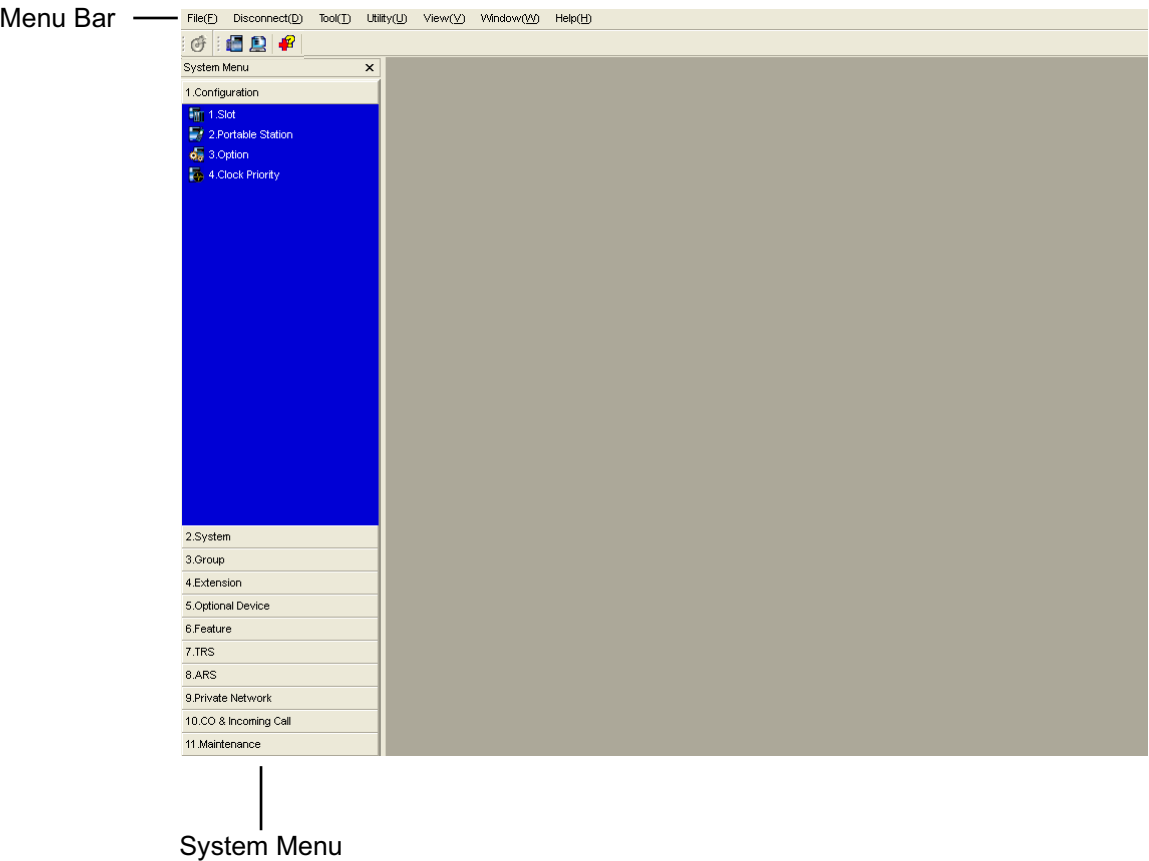 Menu Bar
File(F) Disconnect(D) Tool(T) Utility(U) View(V) Window(W) Help(H)
System Menu
1.Configuration
1.Slot
2.Portable Station
3.Option
4.Clock Priority
2.System
3.Group
4.Extension
5.Optional Device
6.Feature
7.TRS
8.ARS
9.Private Network
10.CO & Incoming Call
11.Maintenance
System Menu